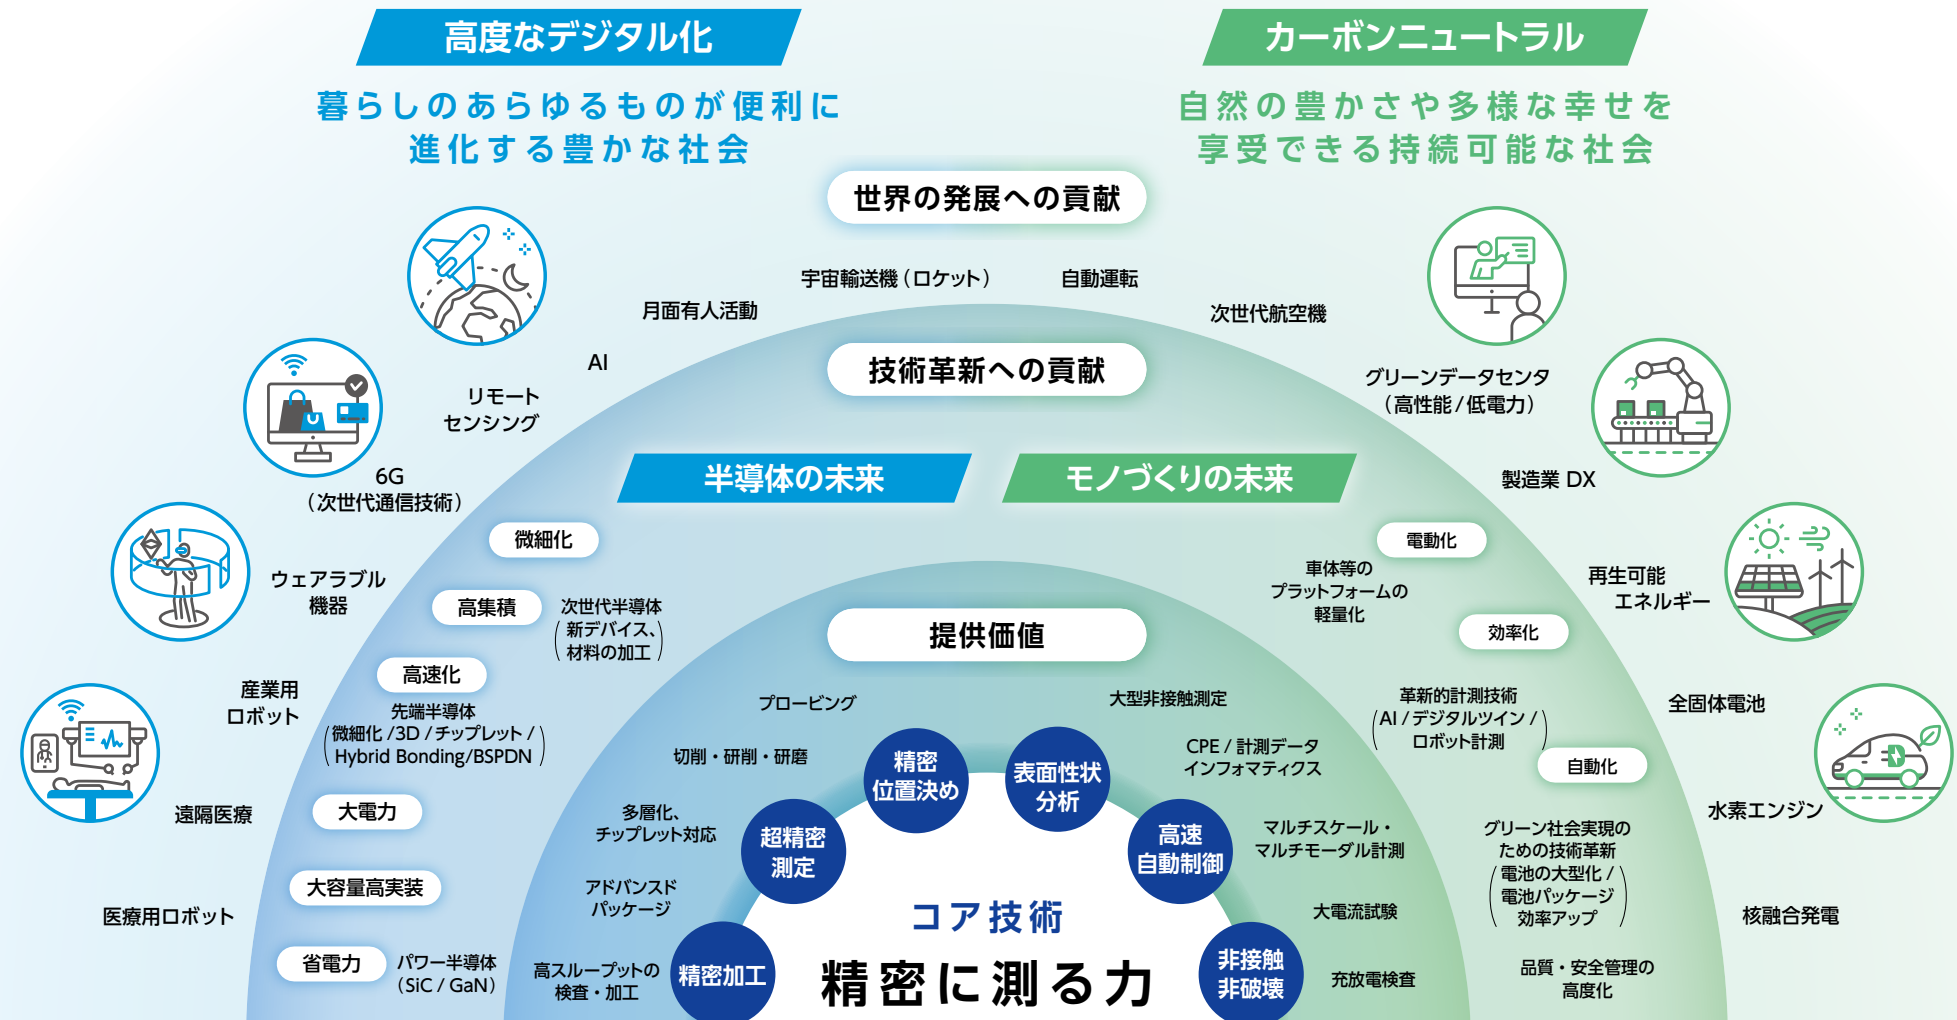 高度なデジタル化
カーボンニュートラル
暮らしのあらゆるものが便利に
進化する豊かな社会
自然の豊かさや多様な幸せを
享受できる持続可能な社会
世界の発展への貢献
宇宙輸送機（ロケット）
自動運転
月面有人活動
次世代航空機
AI
リモート
センシング
グリーンデータセンタ
（高性能/低電力）
6G
（次世代通信技術）
製造業 DX
ウェアラブル
機器
再生可能
エネルギー
産業用
ロボット
全固体電池
遠隔医療
水素エンジン
医療用ロボット
核融合発電
技術革新への貢献
半導体の未来
モノづくりの未来
微細化
高集積
次世代半導体
（新デバイス、
材料の加工）
高速化
先端半導体
（微細化/3D/チップレット/
Hybrid Bonding/BSPDN）
大電力
大容量高実装
省電力
パワー半導体
（SiC/GaN）
電動化
車体等の
プラットフォームの
軽量化
効率化
革新的計測技術
（AI/デジタルツイン/
ロボット計測）
自動化
グリーン社会実現の
ための技術革新
（電池の大型化/
電池パッケージ
効率アップ）
品質・安全管理の
高度化
提供価値
プロービング
大型非接触測定
切削・研削・研磨
CPE/計測データ
インフォマティクス
多層化、
チップレット対応
マルチスケール・
マルチモーダル計測
アドバンスド
パッケージ
大電流試験
高スループットの
検査・加工
充放電検査
精密
位置決め
表面性状
分析
超精密
測定
高速
自動制御
精密加工
非接触
非破壊
コア技術
精密に測る力